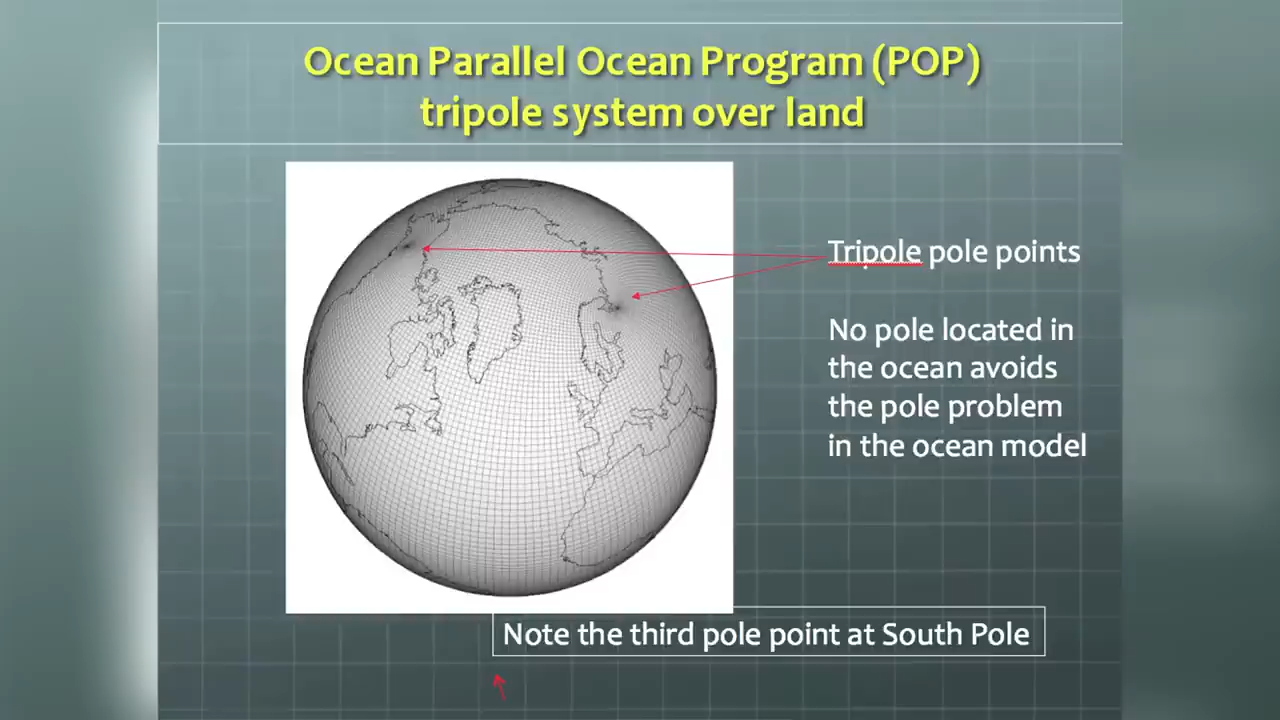 Ocean Parallel Ocean Program (POP)
tripole system over land
Tripole pole points
No pole located in
the ocean avoids
the pole problem
in the ocean model
Note the third pole point at South Pole